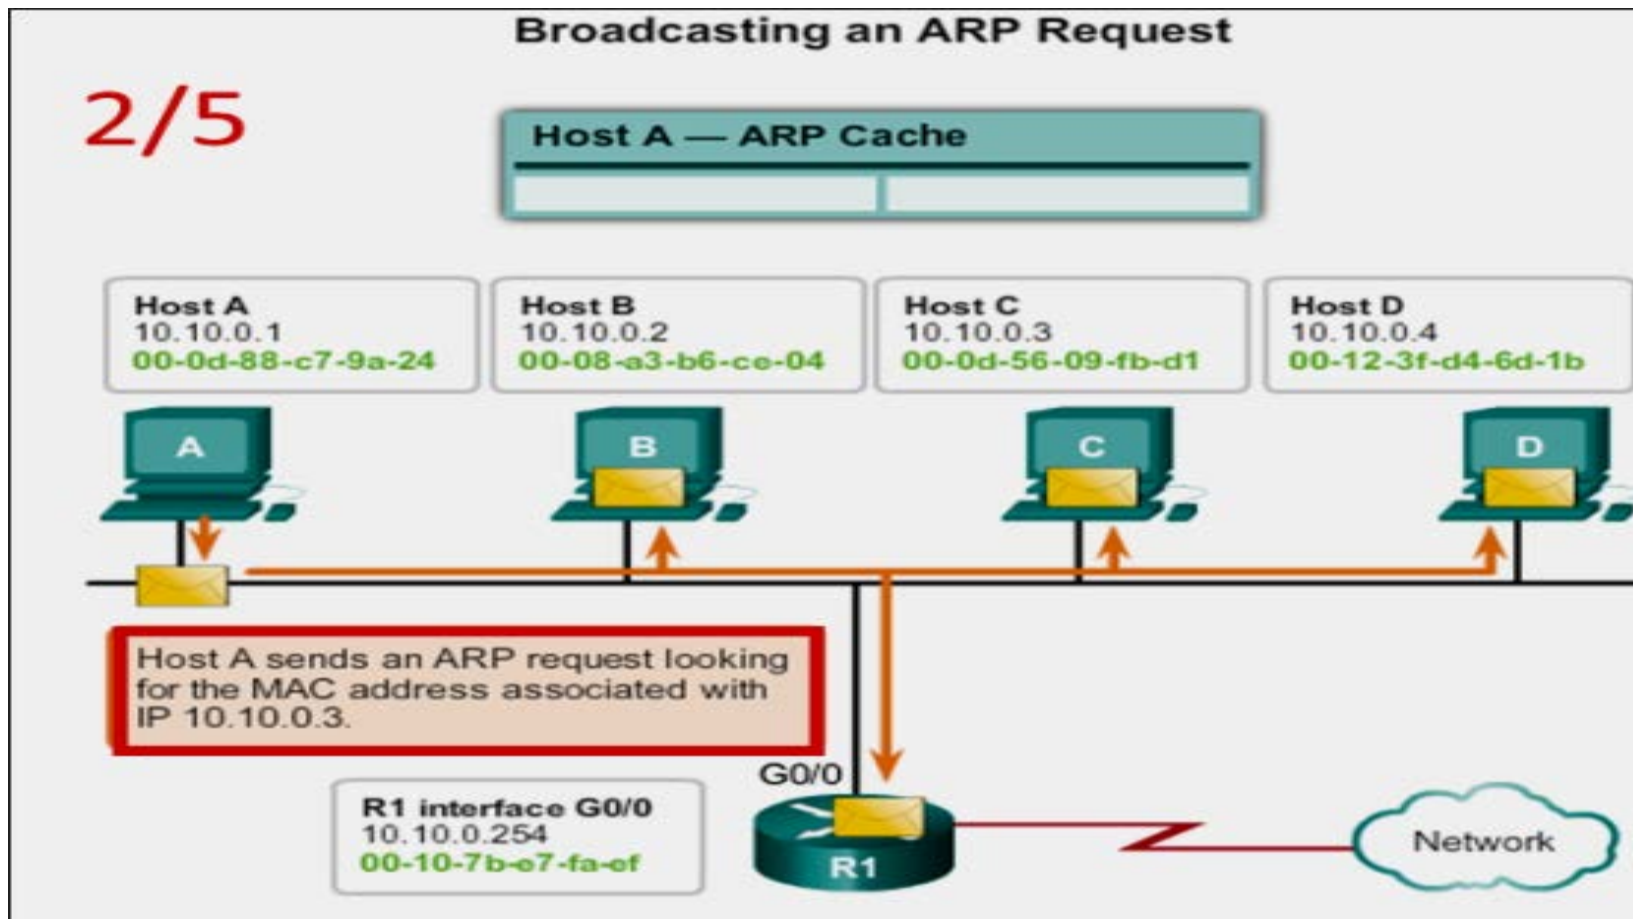 Broadcasting an ARP Request
2/5
Host A — ARP Cache
Host A
10.10.0.1
00-0d-88-c7-9a-24
Host B
10.10.0.2
00-08-a3-b6-ce-04
Host C
10.10.0.3
00-0d-56-09-fb-d1
Host D
10.10.0.4
00-12-3f-d4-6d-1b
A
B
C
D
Host A sends an ARP request looking
for the MAC address associated with
IP 10.10.0.3.
G0/0
R1 interface G0/0
10.10.0.254
00-10-7b-e7-fa-ef
R1
Network